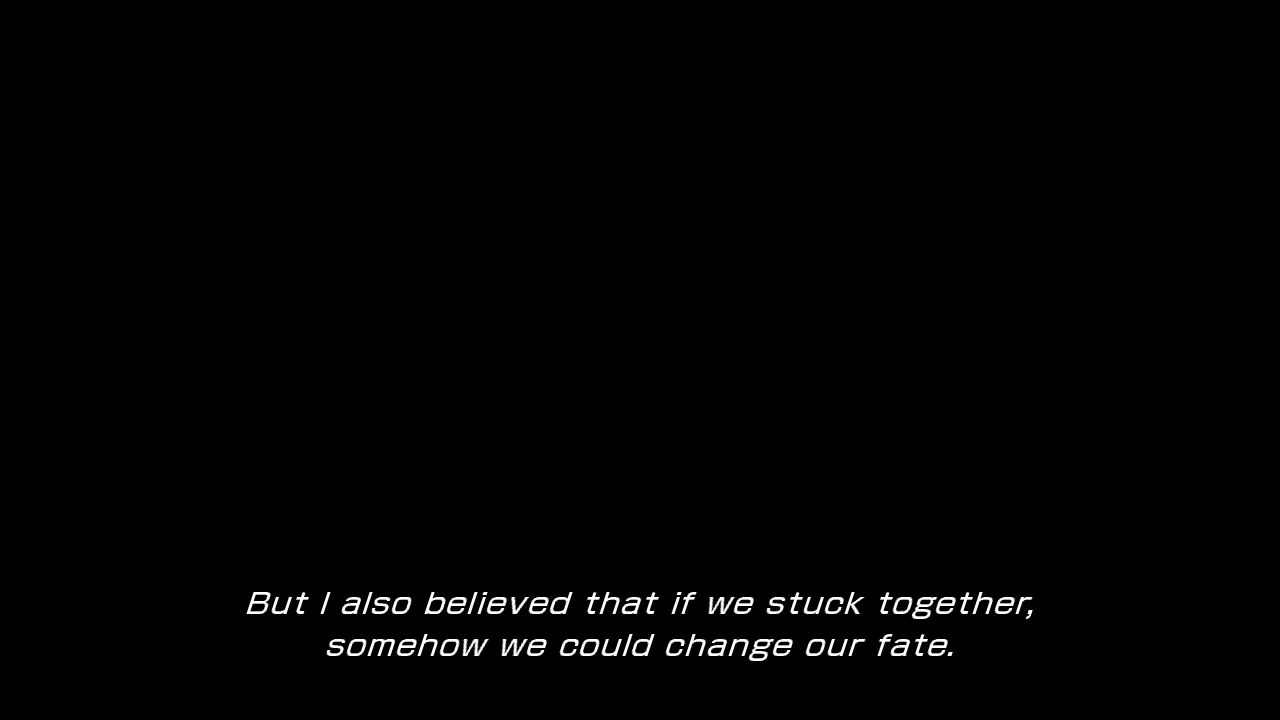 But I also believed that if we stuck together,
somehow we could change our fate.